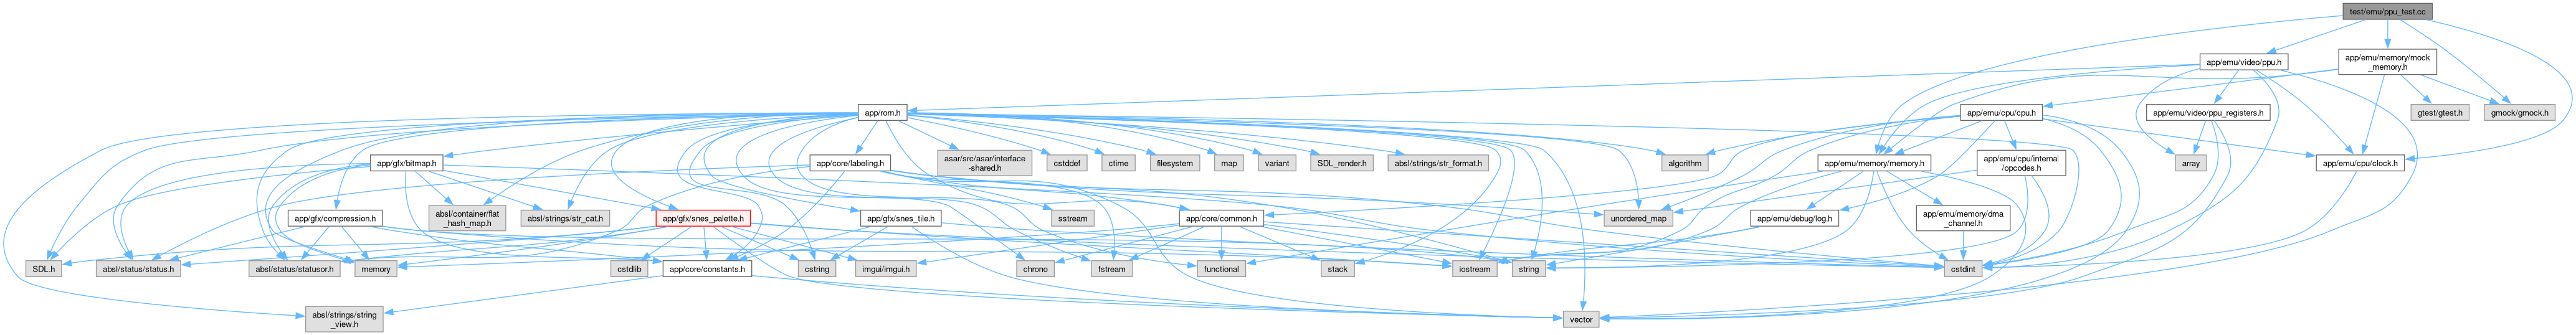 test/emu/ppu_test.cc
app/emu/video/ppu.h
app/emu/memory/mock
_memory.h
app/rom.h
app/emu/cpu/cpu.h
app/emu/video/ppu_registers.h
gtest/gtest.h
gmock/gmock.h
app/gfx/bitmap.h
app/core/labeling.h
asar/src/asar/interface
-shared.h
cstddef
ctime
filesystem
map
variant
SDL_render.h
absl/strings/str_format.h
algorithm
app/emu/memory/memory.h
app/emu/cpu/internal
/opcodes.h
array
app/emu/cpu/clock.h
app/gfx/compression.h
absl/container/flat
_hash_map.h
absl/strings/str_cat.h
app/gfx/snes_palette.h
app/gfx/snes_tile.h
sstream
app/core/common.h
unordered_map
app/emu/debug/log.h
app/emu/memory/dma
_channel.h
SDL.h
absl/status/status.h
absl/status/statusor.h
memory
cstdlib
app/core/constants.h
cstring
imgui/imgui.h
chrono
fstream
functional
stack
iostream
string
cstdint
absl/strings/string
_view.h
vector